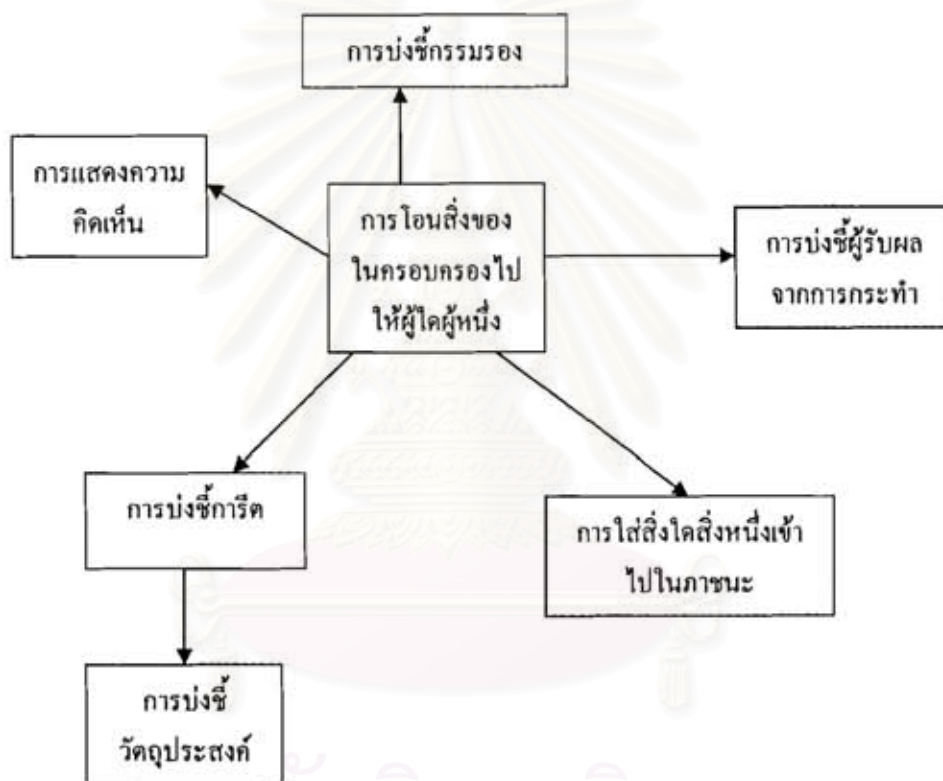 การบ่งชี้กรรมรอง
การแสดงความ
คิดเห็น
การโอนสิ่งของ
ในครอบครองไป
ให้ผู้ใดผู้หนึ่ง
การบ่งชี้ผู้รับผล
จากการกระทำ
การบ่งชี้การีต
การใส่สิ่งใดสิ่งหนึ่งเข้า
ไปในภาชนะ
การบ่งชี้
วัตถุประสงค์